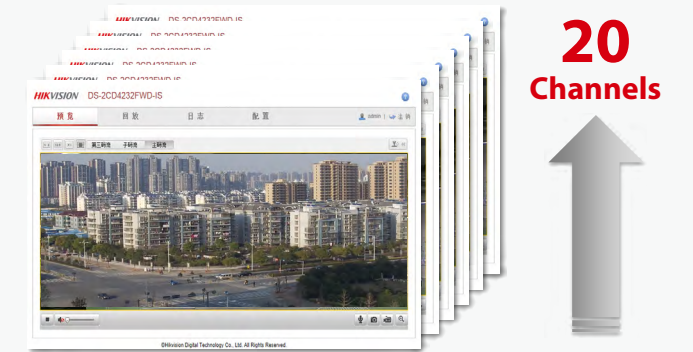 HIKVISION DS-2CD4232FWD-IS
HIKVISION DS-2CD4232FWD-IS
预 览 回 放 日 志 配 置 admin
第三码流 子码流 主码流
©Hikvision Digital Technology Co., Ltd. All Rights Reserved.
20
Channels